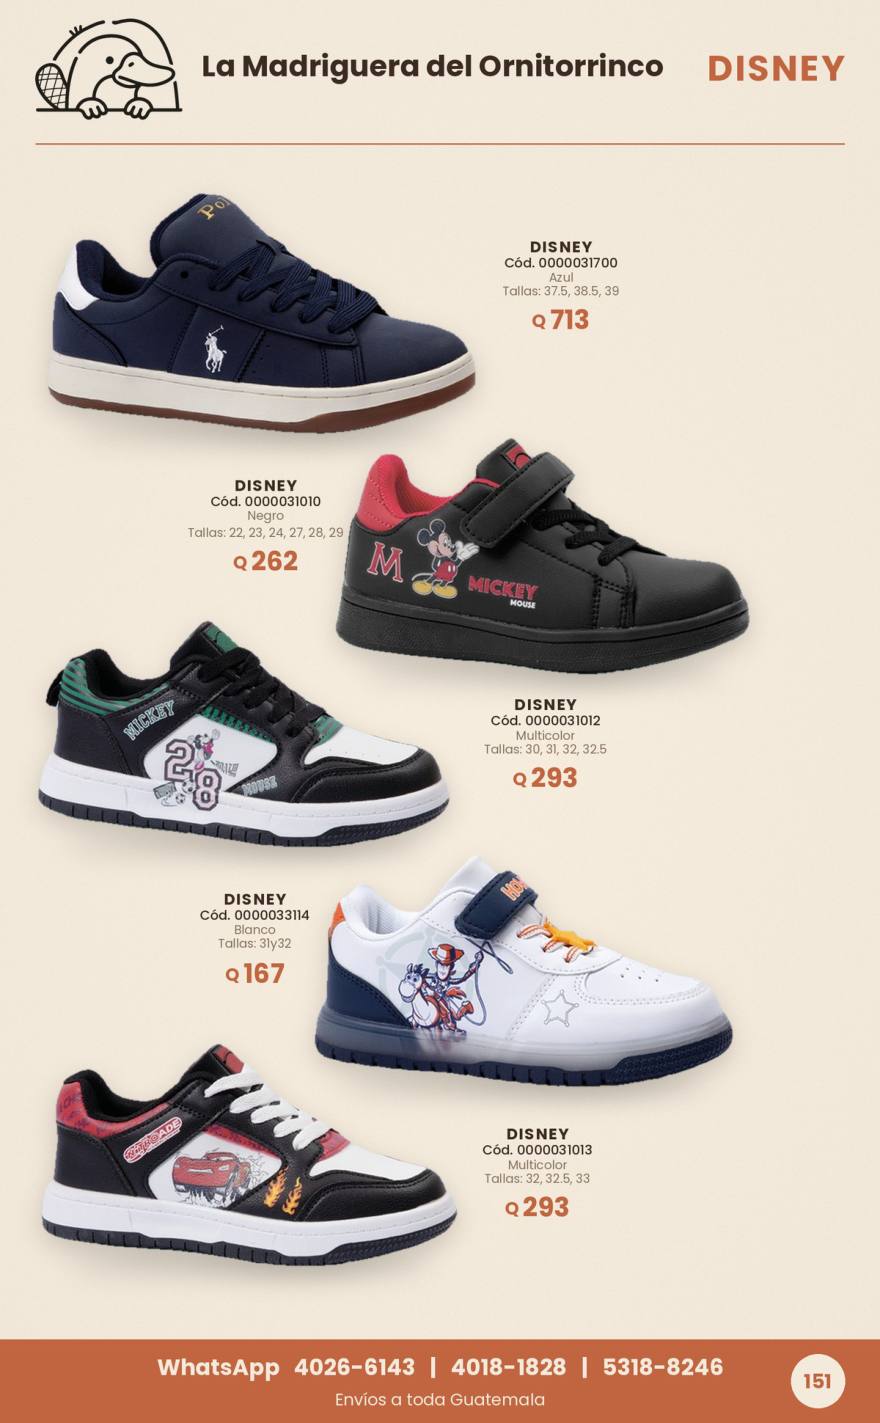 La Madriguera del Ornitorrinco
DISNEY
DISNEY
Cód. 0000031700
Azul
Tallas: 37.5, 38.5, 39
Q 713
DISNEY
Cód. 0000031010
Negro
Tallas: 22, 23, 24, 27, 28, 29
Q 262
M
MICKEY
MOUSE
DISNEY
Cód. 0000031012
Multicolor
Tallas: 30, 31, 32, 32.5
Q 293
MICKEY
28
MOUSE
DISNEY
Cód. 0000033114
Blanco
Tallas: 31y32
Q 167
DISNEY
Cód. 0000031013
Multicolor
Tallas: 32, 32.5, 33
Q 293
WhatsApp 4026-6143 | 4018-1828 | 5318-8246
Envíos a toda Guatemala
151